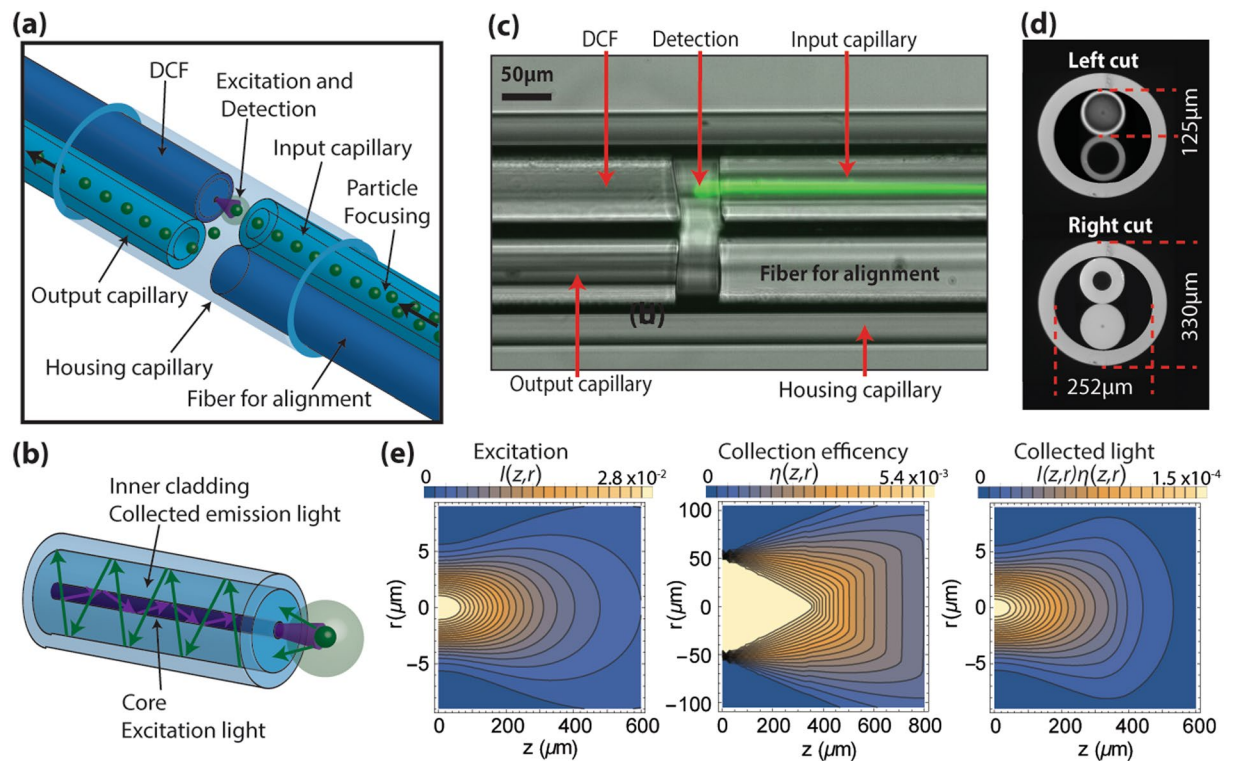 (a)
DCF
Excitation and
Detection
Input capillary
Particle
Focusing
Output capillary
Housing capillary
Fiber for alignment
(b)
Inner cladding
Collected emission light
Core
Excitation light
(c)
DCF
Detection
Input capillary
50µm
Fiber for alignment
Output capillary
Housing capillary
(d)
Left cut
125µm
Right cut
330µm
252µm
(e)
Excitation
0 I(z,r) 2.8 x10⁻²
r(µm)
5
0
−5
0 200 400 600
z (µm)
Collection efficency
0 η(z,r) 5.4 x10⁻³
r(µm)
100
50
0
−50
−100
0 200 400 600 800
z (µm)
Collected light
0 I(z,r)η(z,r) 1.5 x10⁻⁴
r(µm)
5
0
−5
0 200 400 600
z (µm)